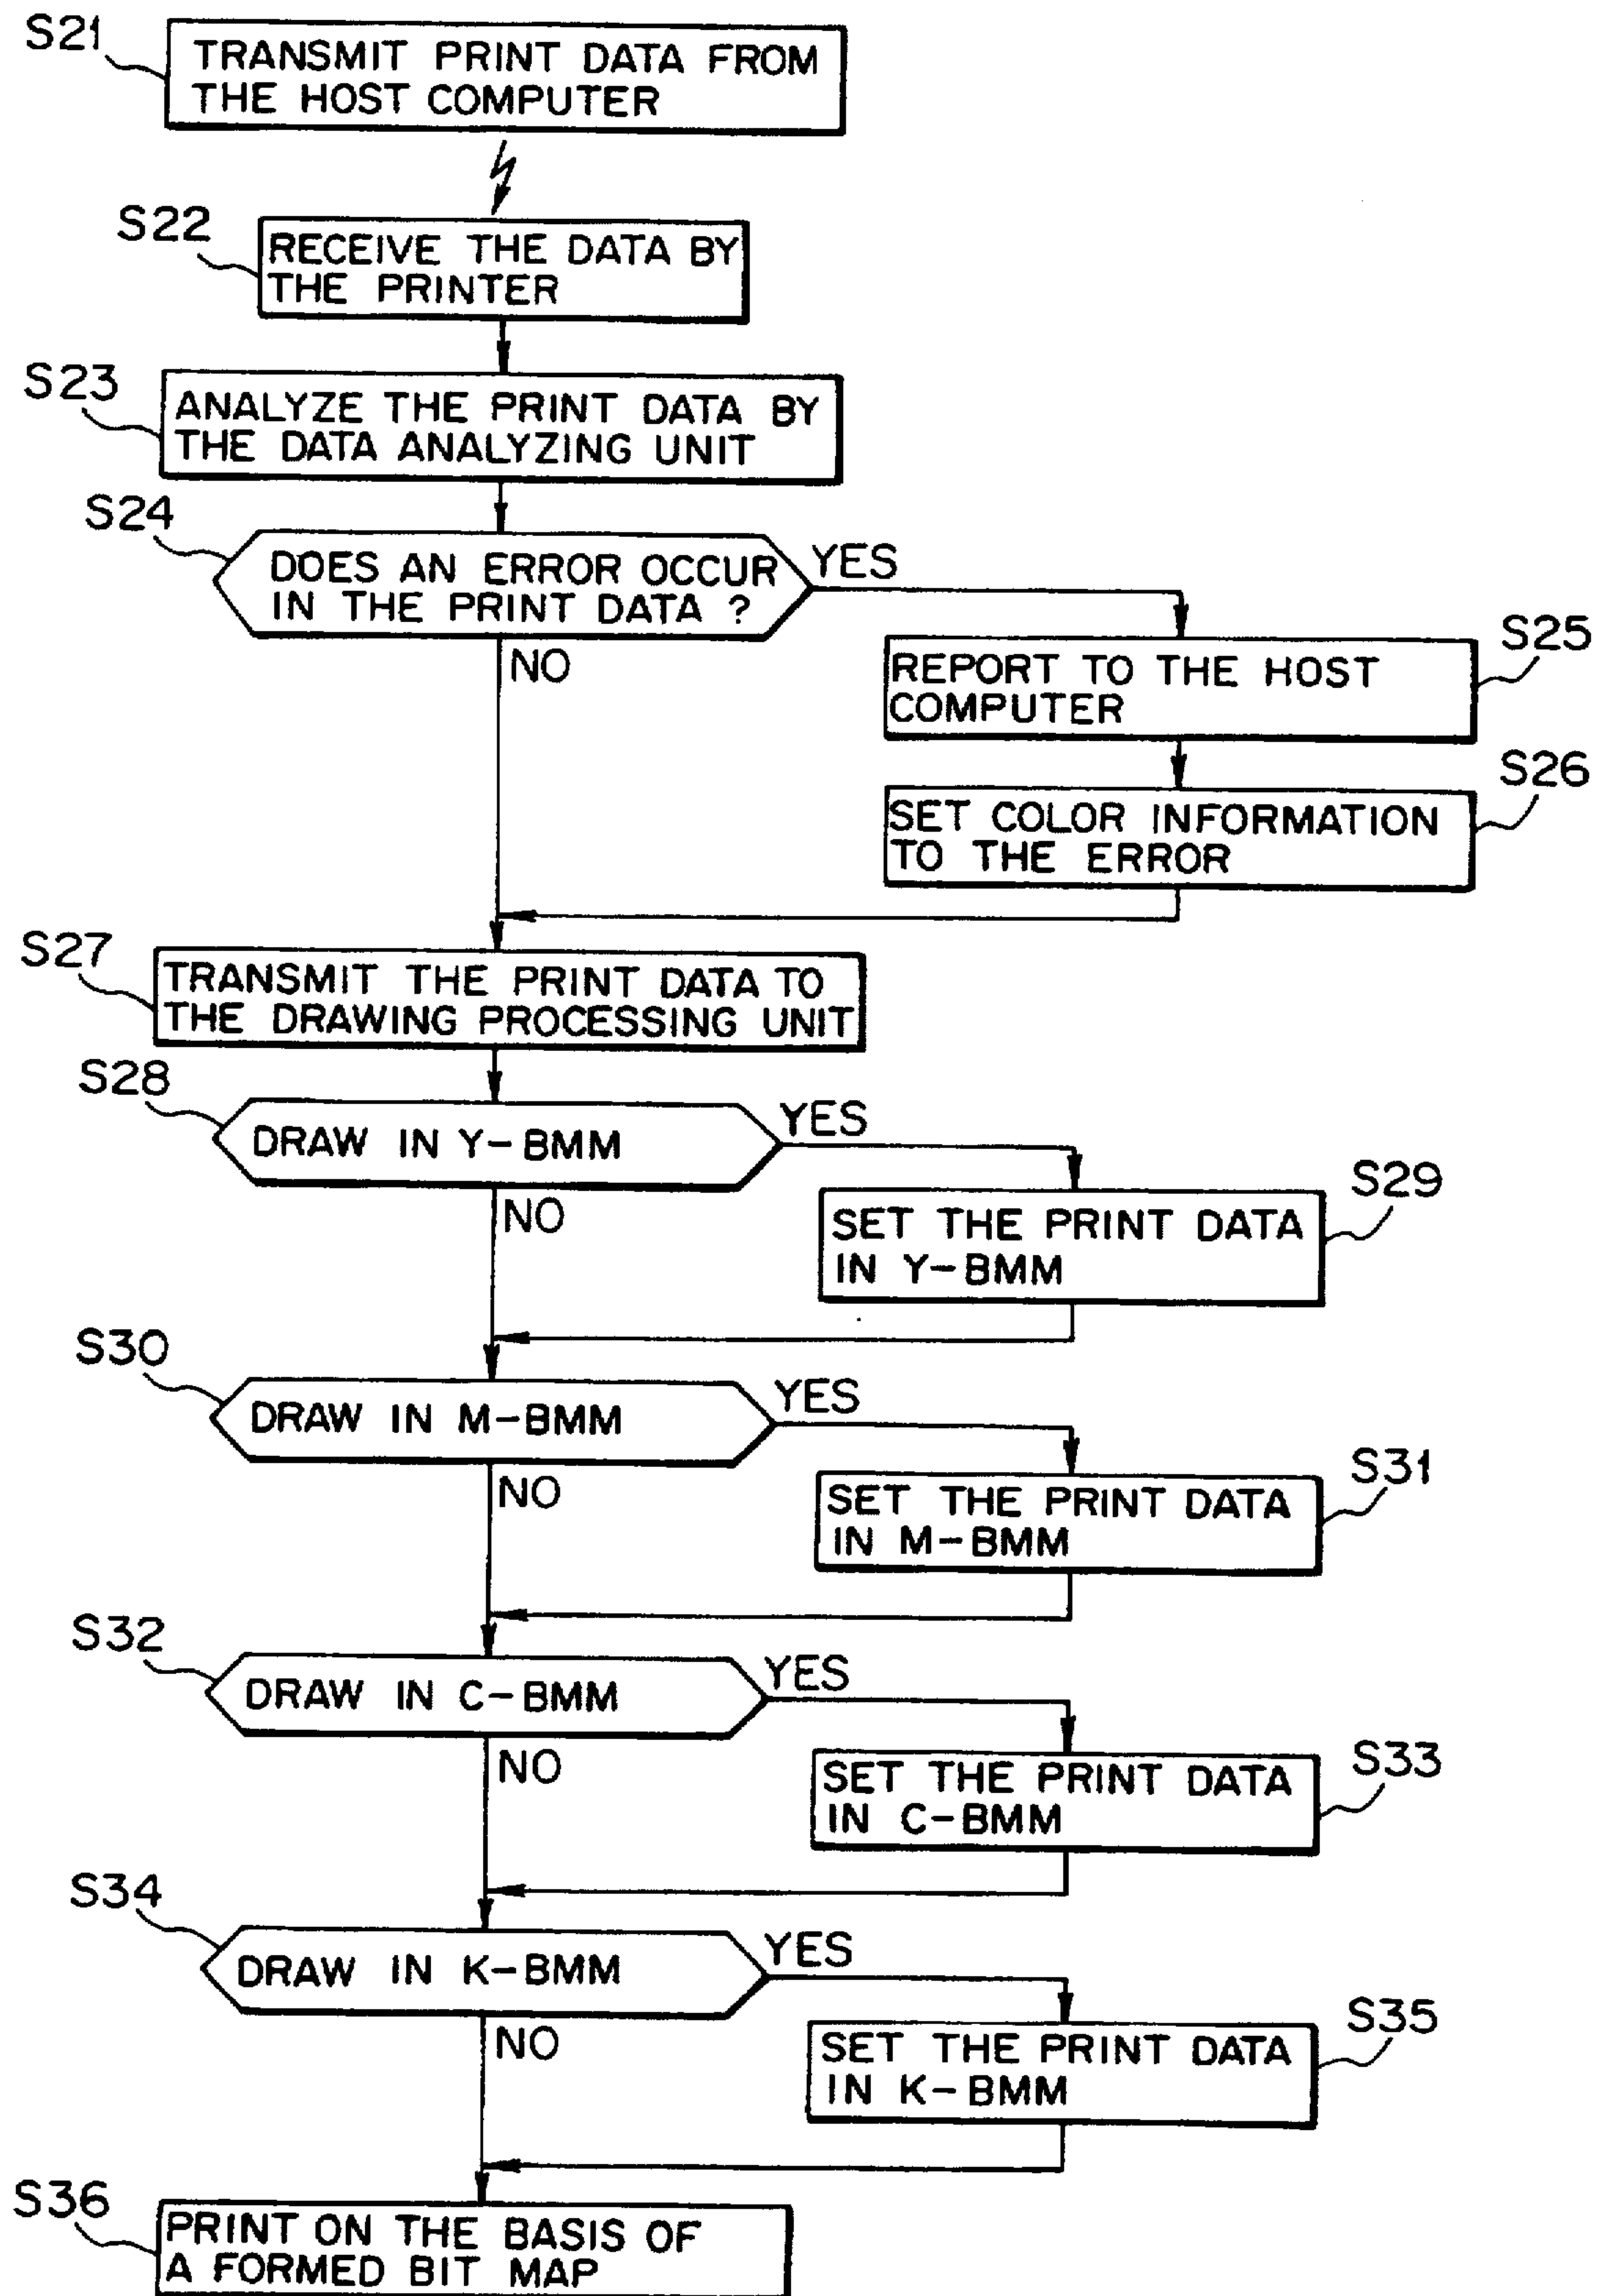 S21
TRANSMIT PRINT DATA FROM
THE HOST COMPUTER
S22
RECEIVE THE DATA BY
THE PRINTER
S23
ANALYZE THE PRINT DATA BY
THE DATA ANALYZING UNIT
S24
DOES AN ERROR OCCUR
IN THE PRINT DATA ?
YES
NO
S25
REPORT TO THE HOST
COMPUTER
S26
SET COLOR INFORMATION
TO THE ERROR
S27
TRANSMIT THE PRINT DATA TO
THE DRAWING PROCESSING UNIT
S28
DRAW IN Y-BMM
YES
NO
S29
SET THE PRINT DATA
IN Y-BMM
S30
DRAW IN M-BMM
YES
NO
S31
SET THE PRINT DATA
IN M-BMM
S32
DRAW IN C-BMM
YES
NO
S33
SET THE PRINT DATA
IN C-BMM
S34
DRAW IN K-BMM
YES
NO
S35
SET THE PRINT DATA
IN K-BMM
S36
PRINT ON THE BASIS OF
A FORMED BIT MAP